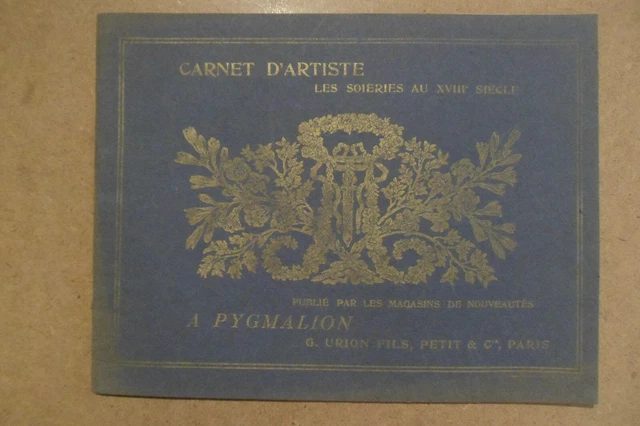 CARNET D'ARTISTE
LES SOIERIES AU XVIIIᵉ SIÈCLE
PUBLIÉ PAR LES MAGASINS DE NOUVEAUTÉS
A PYGMALION
G. URION FILS, PETIT & Cⁱᵉ, PARIS